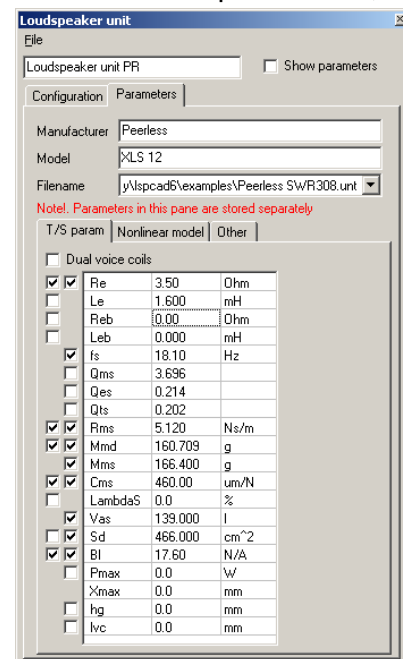 Loudspeaker unit
File
Loudspeaker unit PR Show parameters
Configuration Parameters
Manufacturer Peerless
Model XLS 12
Filename y\lspcad6\examples\Peerless SWR308.unt
Note!. Parameters in this pane are stored separately
T/S param Nonlinear model Other
Dual voice coils
Re 3.50 Ohm
Le 1.600 mH
Reb 0.00 Ohm
Leb 0.000 mH
fs 18.10 Hz
Qms 3.696
Qes 0.214
Qts 0.202
Rms 5.120 Ns/m
Mmd 160.709 g
Mms 166.400 g
Cms 460.00 um/N
LambdaS 0.0 %
Vas 139.000 l
Sd 466.000 cm^2
Bl 17.60 N/A
Pmax 0.0 W
Xmax 0.0 mm
hg 0.0 mm
lvc 0.0 mm